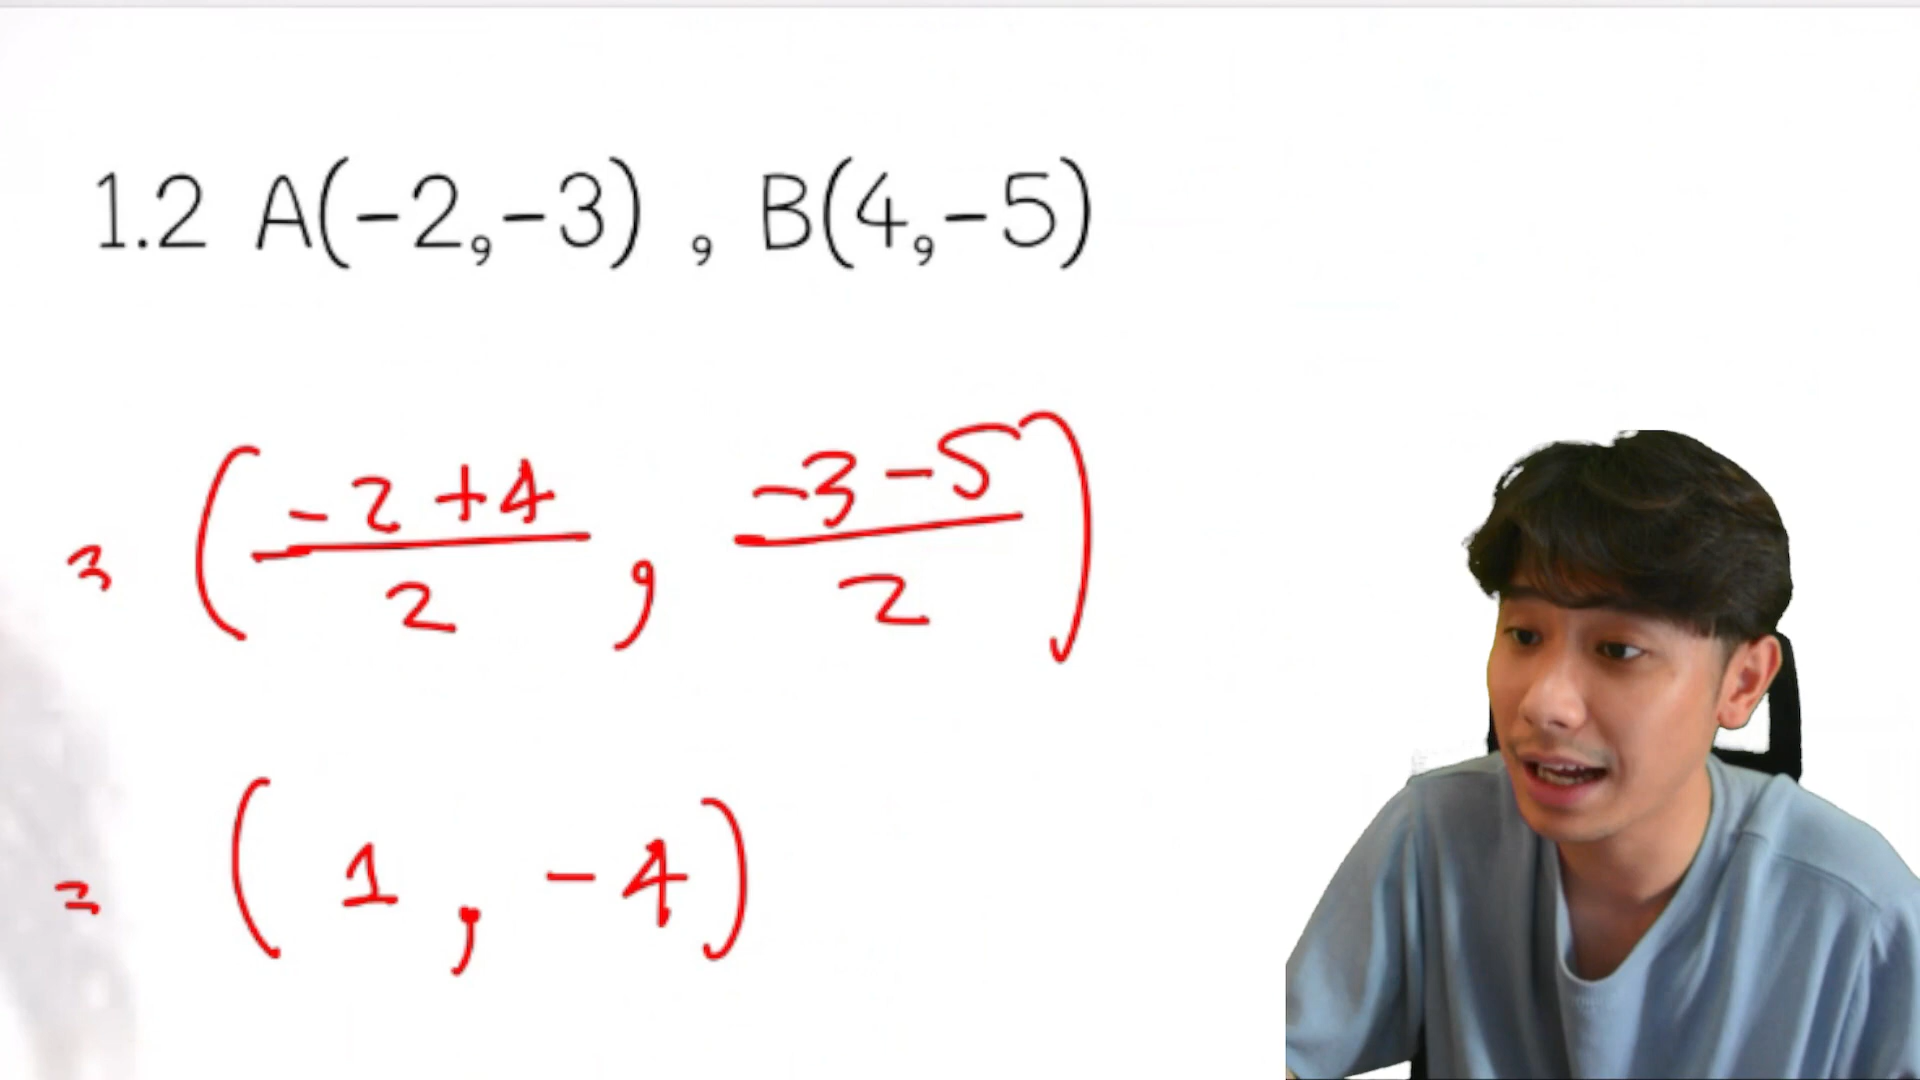 1.2 A(-2,-3) , B(4,-5)
= (-2+4/2 , -3-5/2)
= (1 , -4)